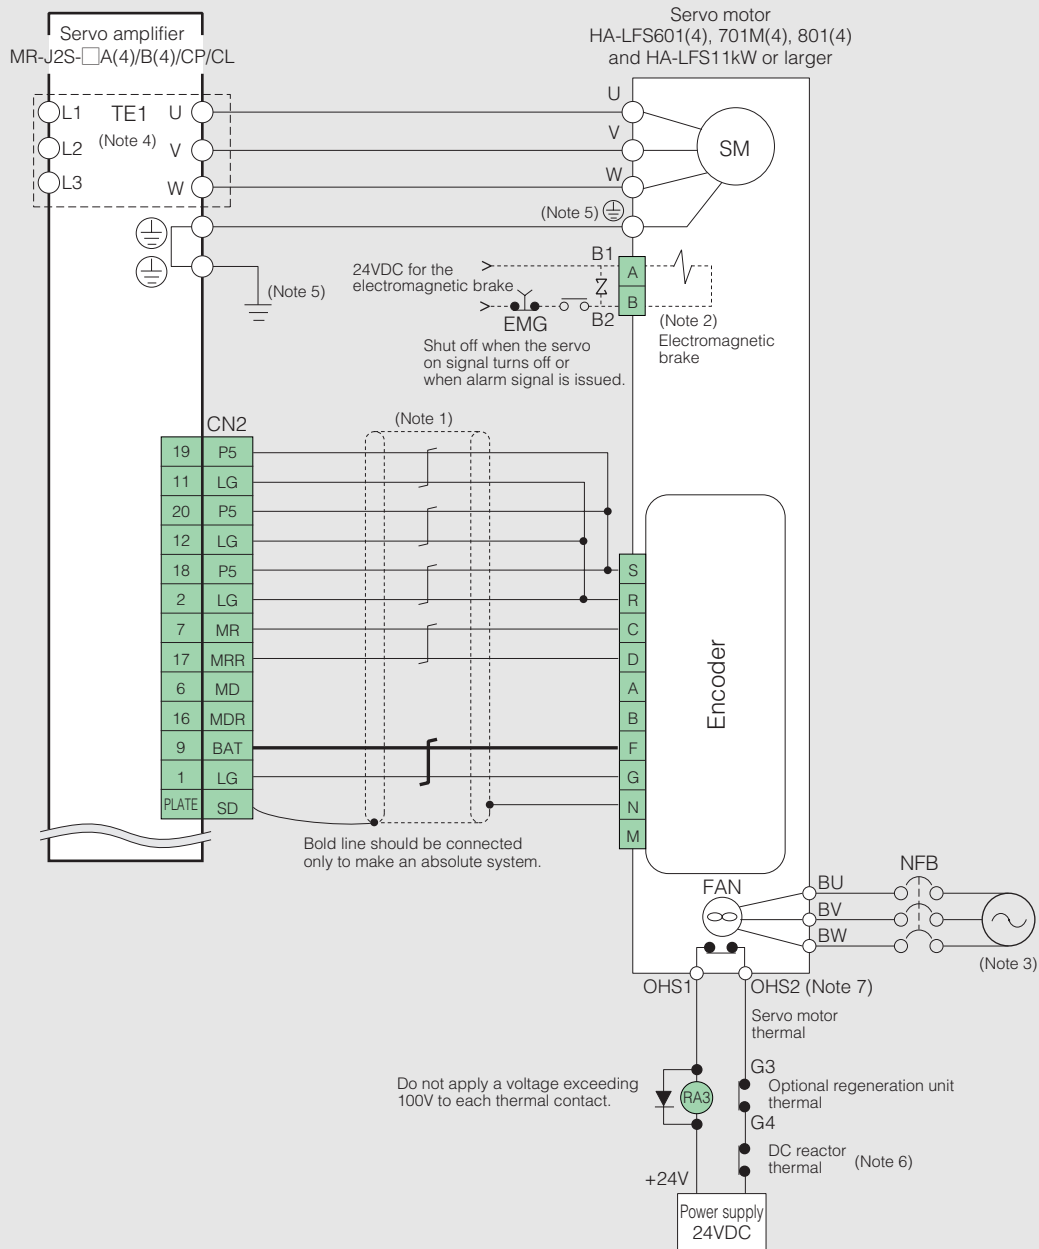 Servo amplifier
MR-J2S-□A(4)/B(4)/CP/CL
Servo motor
HA-LFS601(4), 701M(4), 801(4)
and HA-LFS11kW or larger
L1
TE1
U
U
(Note 4)
L2
V
V
SM
L3
W
W
(Note 5)
(Note 5)
24VDC for the
electromagnetic brake
B1
A
B
B2
EMG
(Note 2)
Electromagnetic
brake
Shut off when the servo
on signal turns off or
when alarm signal is issued.
CN2
(Note 1)
19 P5
11 LG
20 P5
12 LG
18 P5
2 LG
7 MR
17 MRR
6 MD
16 MDR
9 BAT
1 LG
PLATE SD
S
R
C
D
A
B
F
G
N
M
Encoder
Bold line should be connected
only to make an absolute system.
FAN
BU
BV
BW
NFB
(Note 3)
OHS1
OHS2 (Note 7)
Servo motor
thermal
Do not apply a voltage exceeding
100V to each thermal contact.
RA3
G3
Optional regeneration unit
thermal
G4
DC reactor
thermal
(Note 6)
+24V
Power supply
24VDC